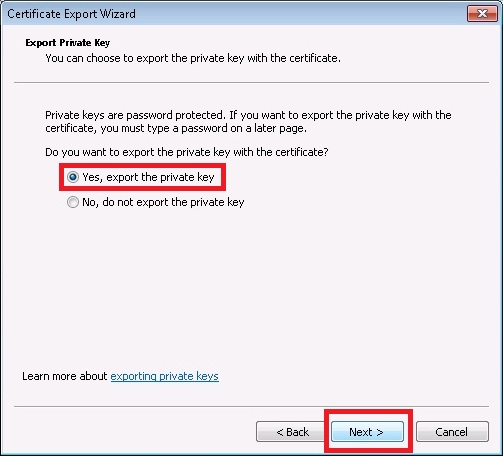 Certificate Export Wizard
Export Private Key
You can choose to export the private key with the certificate.
Private keys are password protected. If you want to export the private key with the
certificate, you must type a password on a later page.
Do you want to export the private key with the certificate?
Yes, export the private key
No, do not export the private key
Learn more about exporting private keys
< Back
Next >
Cancel